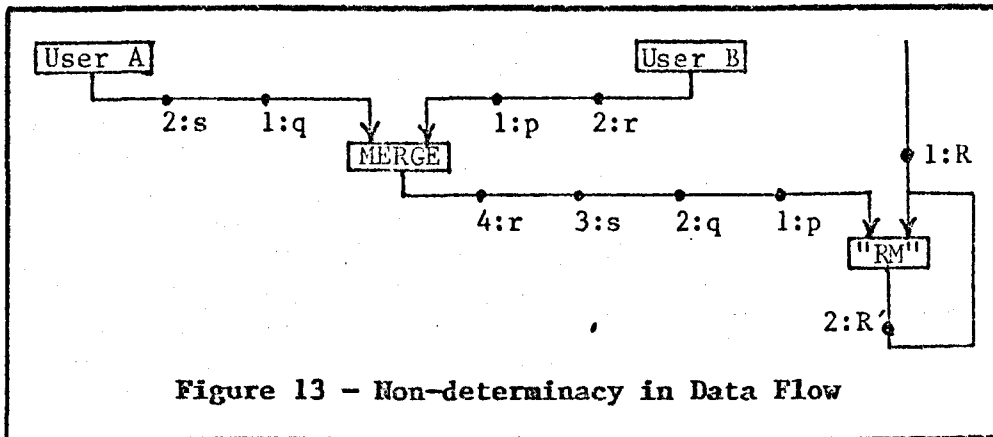 User A
User B
2:s 1:q 1:p 2:r
MERGE
1:R
4:r 3:s 2:q 1:p
"RM"
2:R´
Figure 13 - Non-determinacy in Data Flow